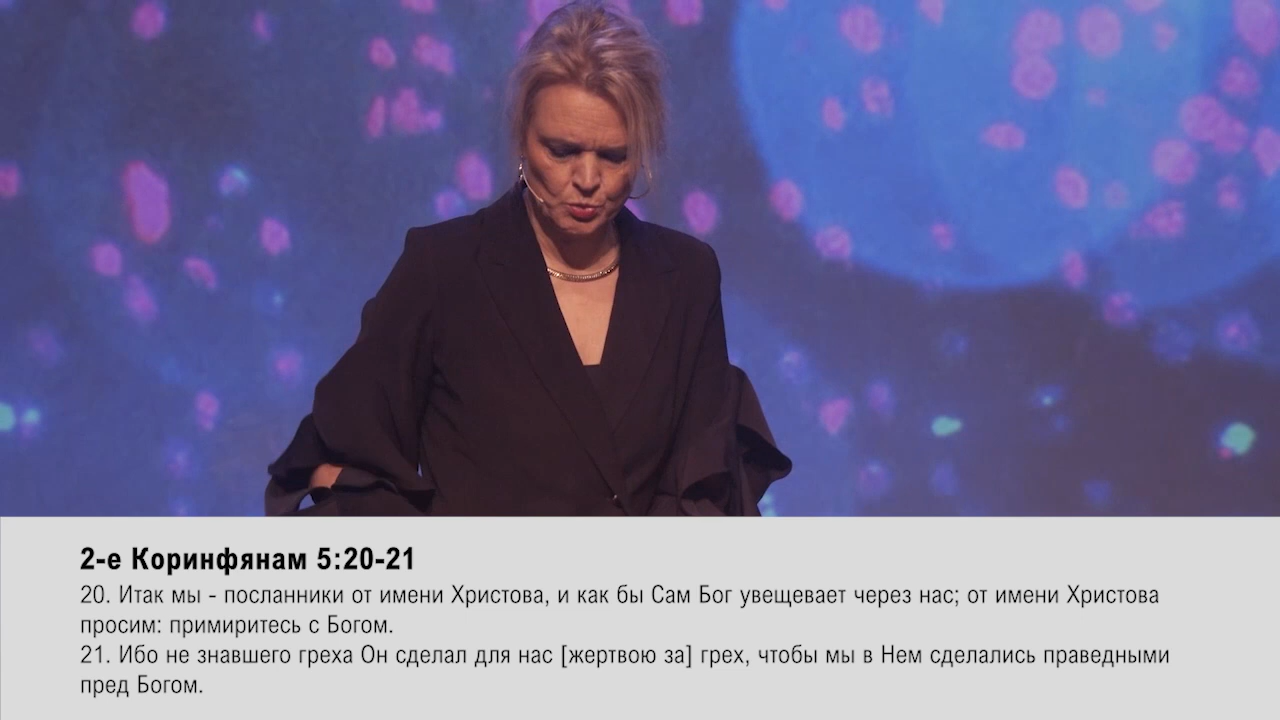 2-е Коринфянам 5:20-21
20. Итак мы - посланники от имени Христова, и как бы Сам Бог увещевает через нас; от имени Христова
просим: примиритесь с Богом.
21. Ибо не знавшего греха Он сделал для нас [жертвою за] грех, чтобы мы в Нем сделались праведными
пред Богом.